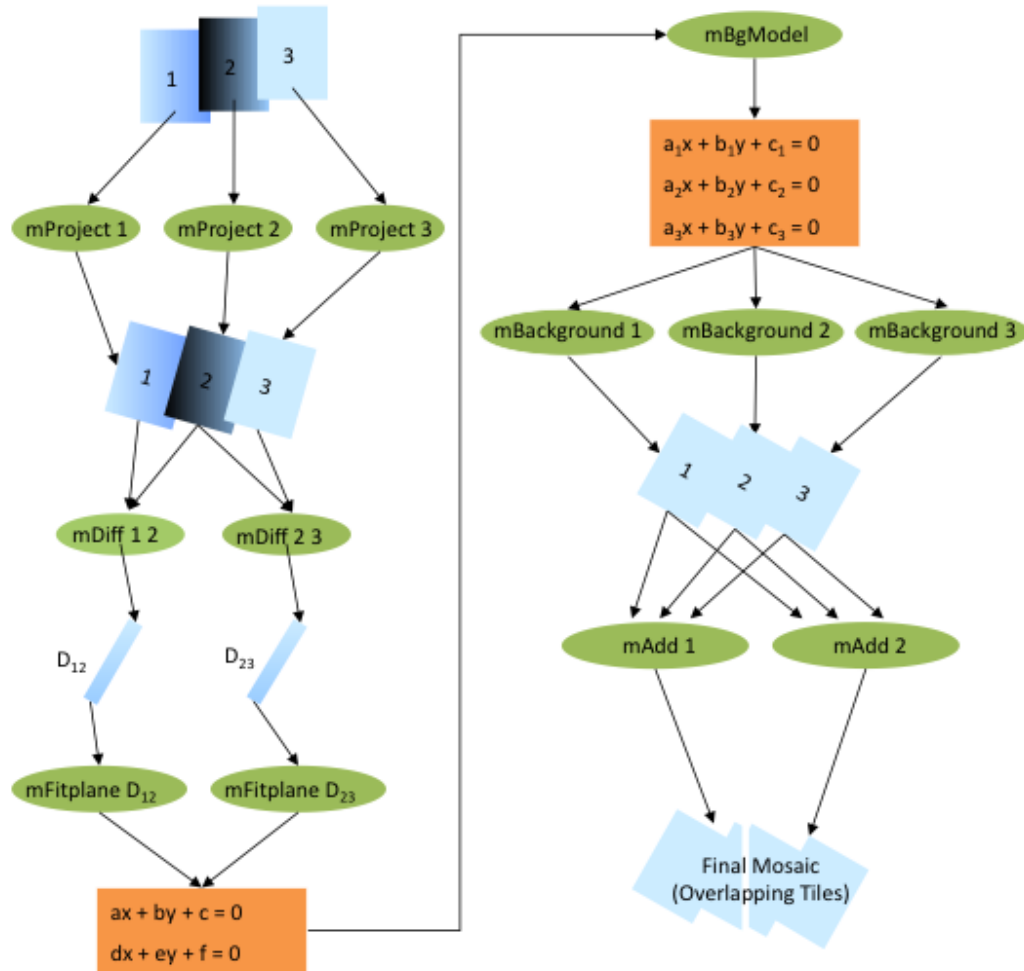 1
2
3
mProject 1
mProject 2
mProject 3
1
2
3
mDiff 1 2
mDiff 2 3
D₁₂
D₂₃
mFitplane D₁₂
mFitplane D₂₃
ax + by + c = 0
dx + ey + f = 0
mBgModel
a₁x + b₁y + c₁ = 0
a₂x + b₂y + c₂ = 0
a₃x + b₃y + c₃ = 0
mBackground 1
mBackground 2
mBackground 3
1
2
3
mAdd 1
mAdd 2
Final Mosaic
(Overlapping Tiles)